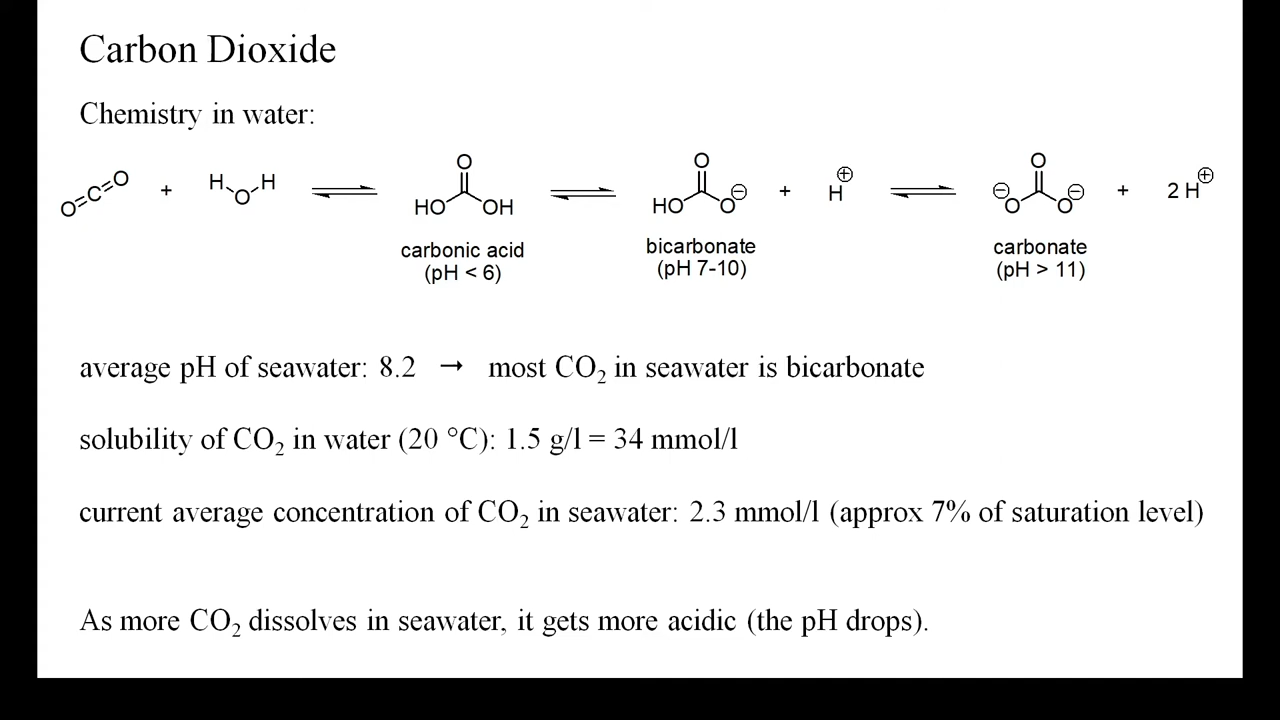 Carbon Dioxide
Chemistry in water:
O=C=O + H O H ⇌ HO O OH ⇌ HO O O⊖ + H⊕ ⇌ ⊖O O O⊖ + 2 H⊕
carbonic acid bicarbonate carbonate
(pH < 6) (pH 7-10) (pH > 11)
average pH of seawater: 8.2 → most CO₂ in seawater is bicarbonate
solubility of CO₂ in water (20 °C): 1.5 g/l = 34 mmol/l
current average concentration of CO₂ in seawater: 2.3 mmol/l (approx 7% of saturation level)
As more CO₂ dissolves in seawater, it gets more acidic (the pH drops).